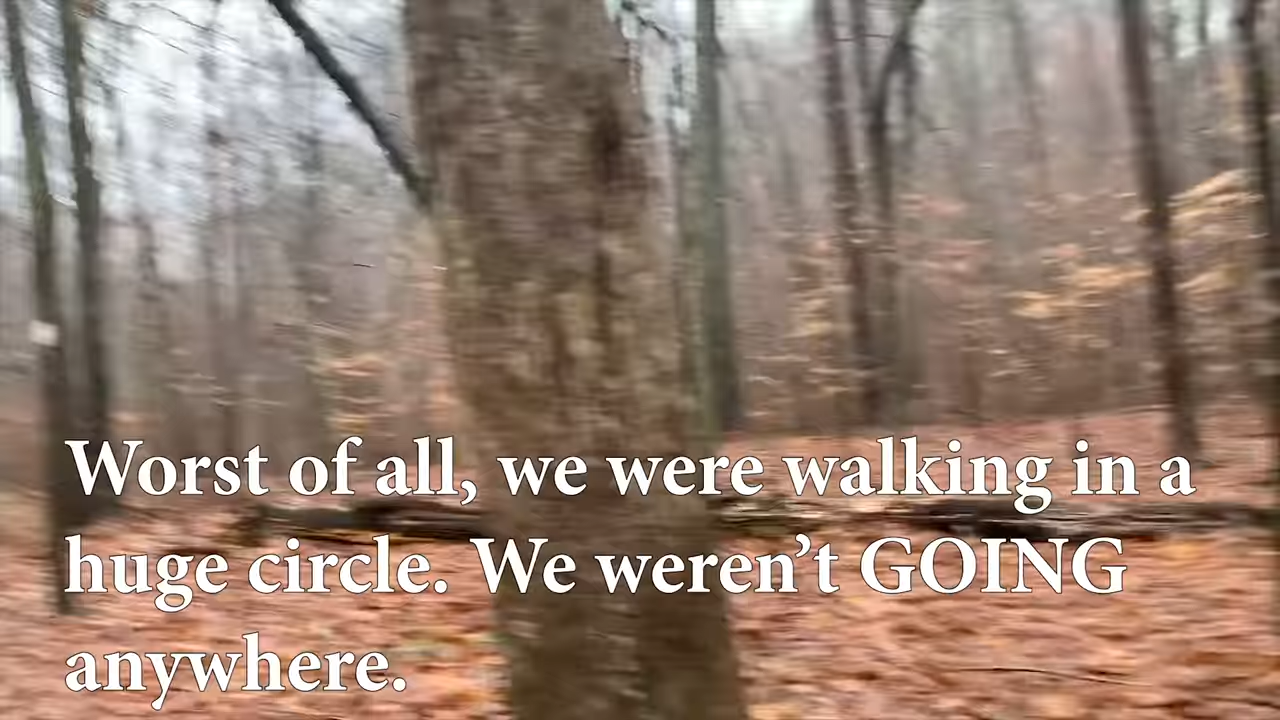 Worst of all, we were walking in a
huge circle. We weren’t GOING
anywhere.